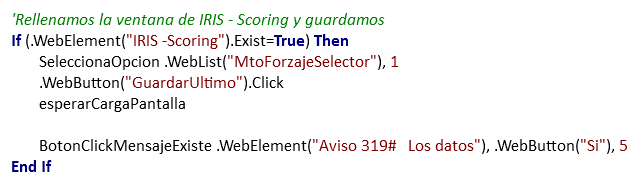 'Rellenamos la ventana de IRIS - Scoring y guardamos
If (.WebElement("IRIS -Scoring").Exist=True) Then
SeleccionaOpcion .WebList("MtoForzajeSelector"), 1
.WebButton("GuardarUltimo").Click
esperarCargaPantalla
BotonClickMensajeExiste .WebElement("Aviso 319#   Los datos"), .WebButton("Si"), 5
End If